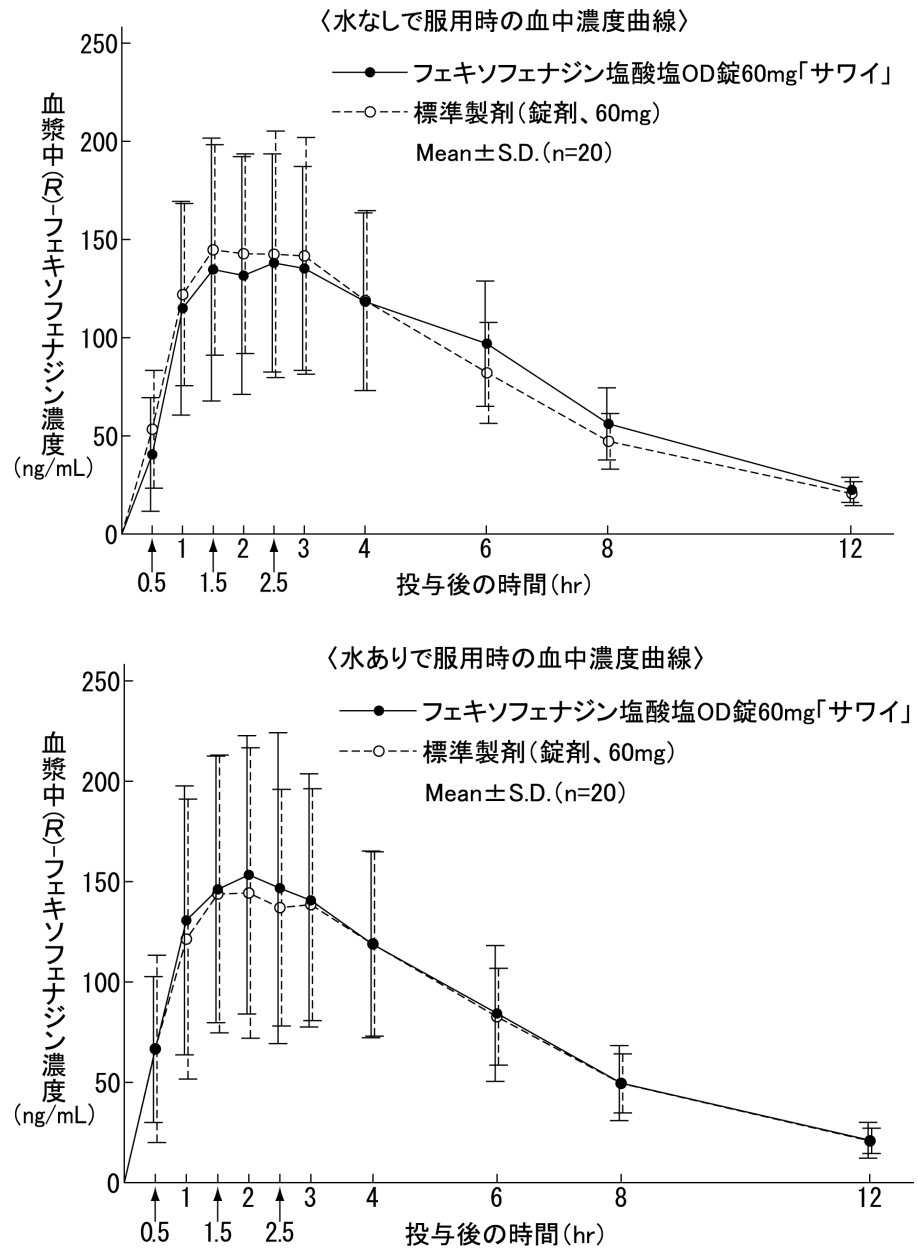 〈水なしで服用時の血中濃度曲線〉
フェキソフェナジン塩酸塩OD錠60mg「サワイ」
標準製剤(錠剤、60mg)
Mean±S.D.(n=20)
血漿中(R)-フェキソフェナジン濃度
(ng/mL)
250
200
150
100
50
0
1 2 3 4 6 8 12
0.5 1.5 2.5
投与後の時間(hr)
〈水ありで服用時の血中濃度曲線〉
フェキソフェナジン塩酸塩OD錠60mg「サワイ」
標準製剤(錠剤、60mg)
Mean±S.D.(n=20)
血漿中(R)-フェキソフェナジン濃度
(ng/mL)
250
200
150
100
50
0
1 2 3 4 6 8 12
0.5 1.5 2.5
投与後の時間(hr)